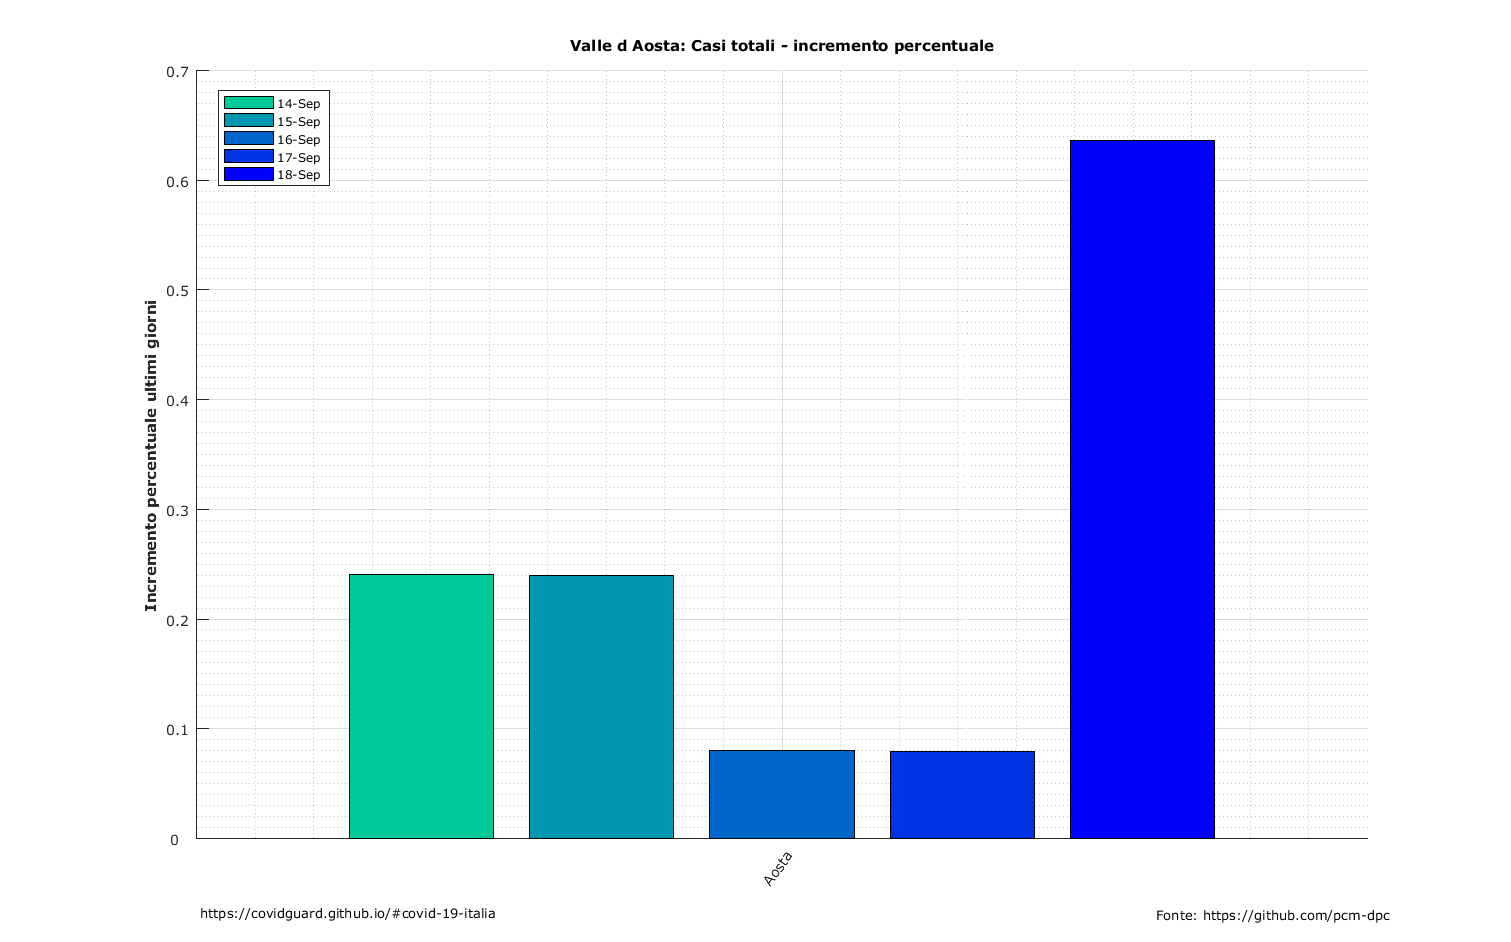 Valle d Aosta: Casi totali - incremento percentuale
0.7
0.6
0.5
0.4
0.3
0.2
0.1
0
Incremento percentuale ultimi giorni
14-Sep
15-Sep
16-Sep
17-Sep
18-Sep
Aosta
https://covidguard.github.io/#covid-19-italia
Fonte: https://github.com/pcm-dpc